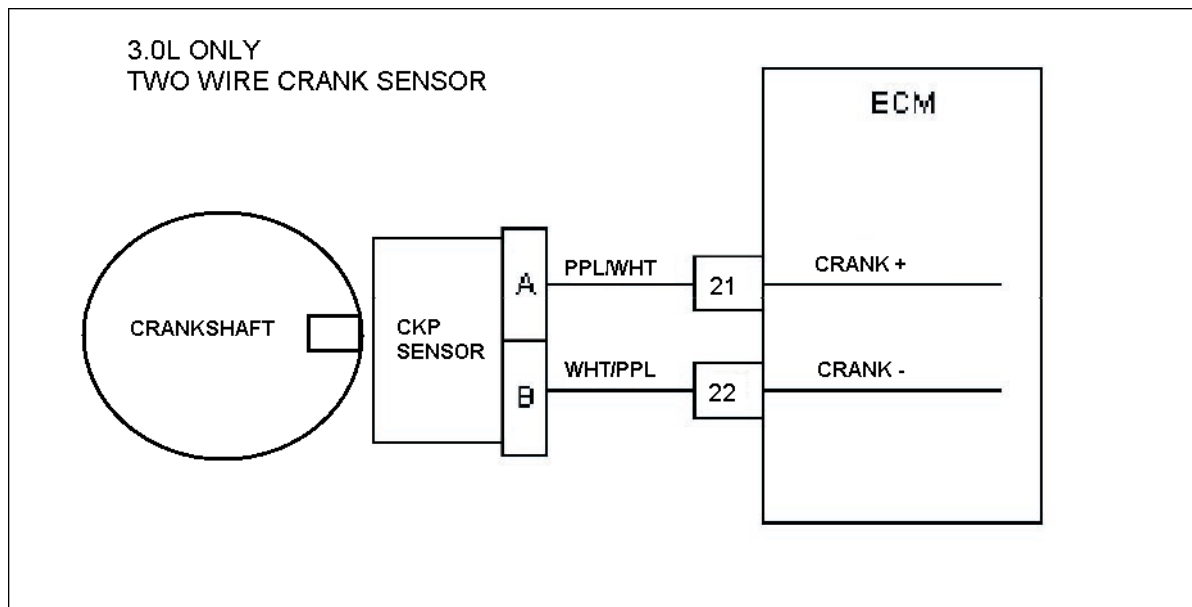 3.0L ONLY
TWO WIRE CRANK SENSOR
ECM
CRANKSHAFT
CKP
SENSOR
A
PPL/WHT
21
CRANK +
B
WHT/PPL
22
CRANK -